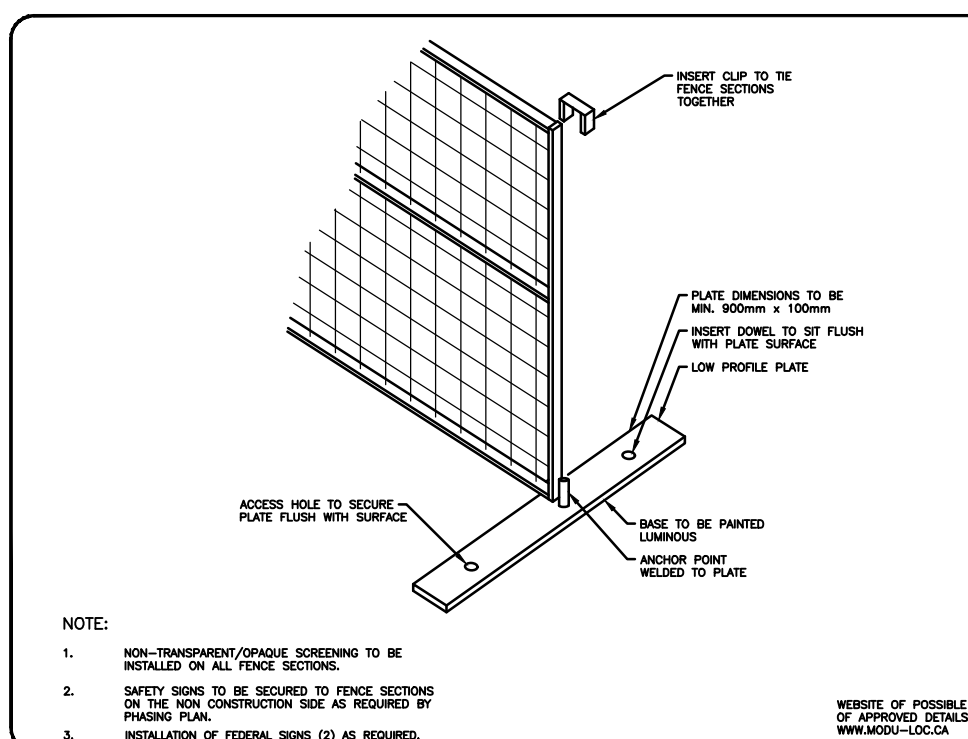 INSERT CLIP TO TIE
FENCE SECTIONS
TOGETHER
PLATE DIMENSIONS TO BE
MIN. 900mm x 100mm
INSERT DOWEL TO SIT FLUSH
WITH PLATE SURFACE
LOW PROFILE PLATE
ACCESS HOLE TO SECURE
PLATE FLUSH WITH SURFACE
BASE TO BE PAINTED
LUMINOUS
ANCHOR POINT
WELDED TO PLATE
NOTE:
1. NON-TRANSPARENT/OPAQUE SCREENING TO BE
INSTALLED ON ALL FENCE SECTIONS.
2. SAFETY SIGNS TO BE SECURED TO FENCE SECTIONS
ON THE NON CONSTRUCTION SIDE AS REQUIRED BY
PHASING PLAN.
3. INSTALLATION OF FEDERAL SIGNS (2) AS REQUIRED.
WEBSITE OF POSSIBLE
OF APPROVED DETAILS
WWW.MODU-LOC.CA